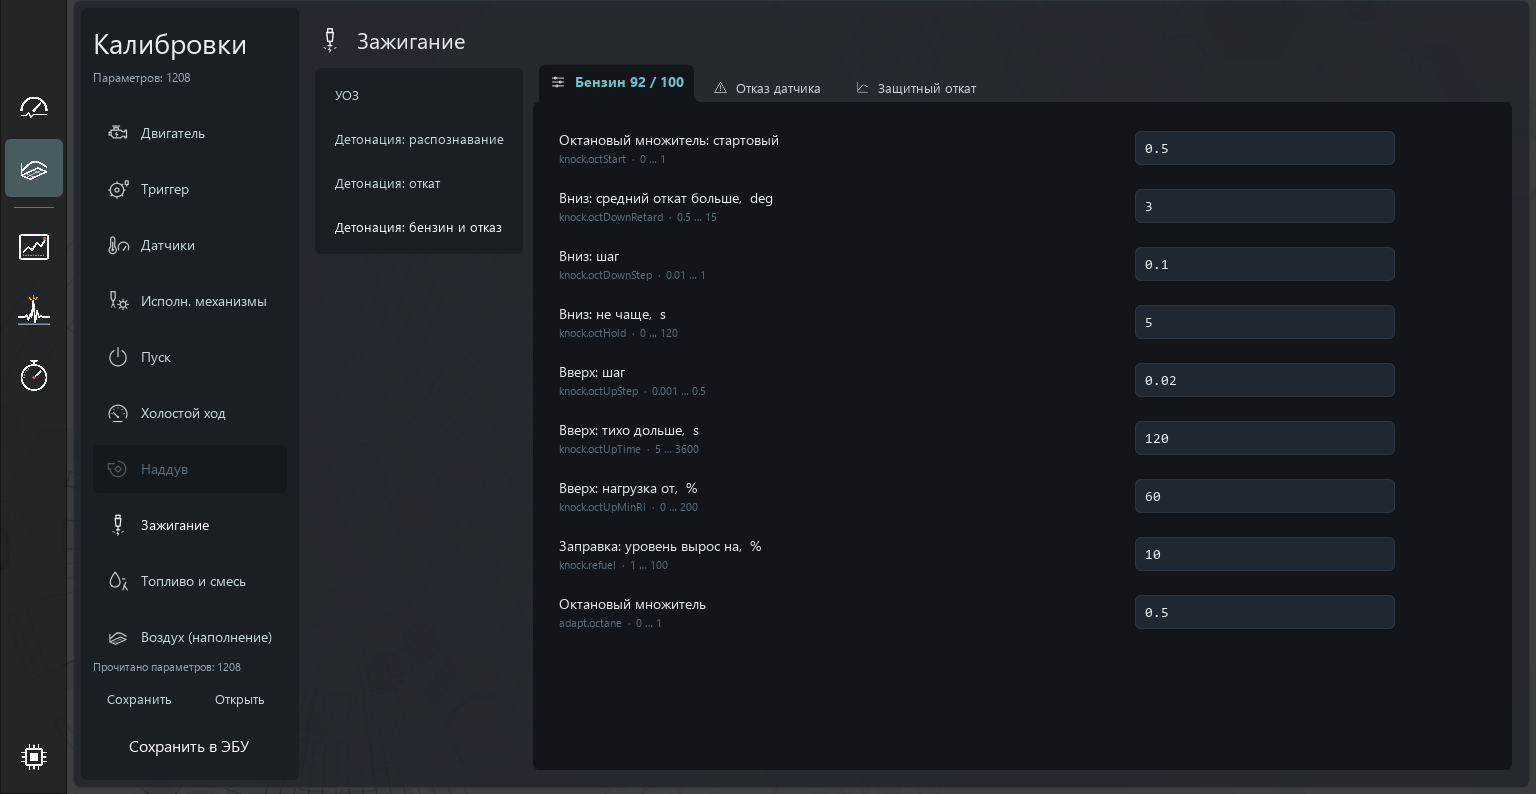 Калибровки
Параметров: 1208
Двигатель
Триггер
Датчики
Исполн. механизмы
Пуск
Холостой ход
Наддув
Зажигание
Топливо и смесь
Воздух (наполнение)
Прочитано параметров: 1208
Сохранить
Открыть
Сохранить в ЭБУ
Зажигание
УОЗ
Детонация: распознавание
Детонация: откат
Детонация: бензин и отказ
Бензин 92 / 100
Отказ датчика
Защитный откат
Октановый множитель: стартовый
knock.octStart · 0 ... 1
0.5
Вниз: средний откат больше, deg
knock.octDownRetard · 0.5 ... 15
3
Вниз: шаг
knock.octDownStep · 0.01 ... 1
0.1
Вниз: не чаще, s
knock.octHold · 0 ... 120
5
Вверх: шаг
knock.octUpStep · 0.001 ... 0.5
0.02
Вверх: тихо дольше, s
knock.octUpTime · 5 ... 3600
120
Вверх: нагрузка от, %
knock.octUpMinRl · 0 ... 200
60
Заправка: уровень вырос на, %
knock.refuel · 1 ... 100
10
Октановый множитель
adapt.octane · 0 ... 1
0.5